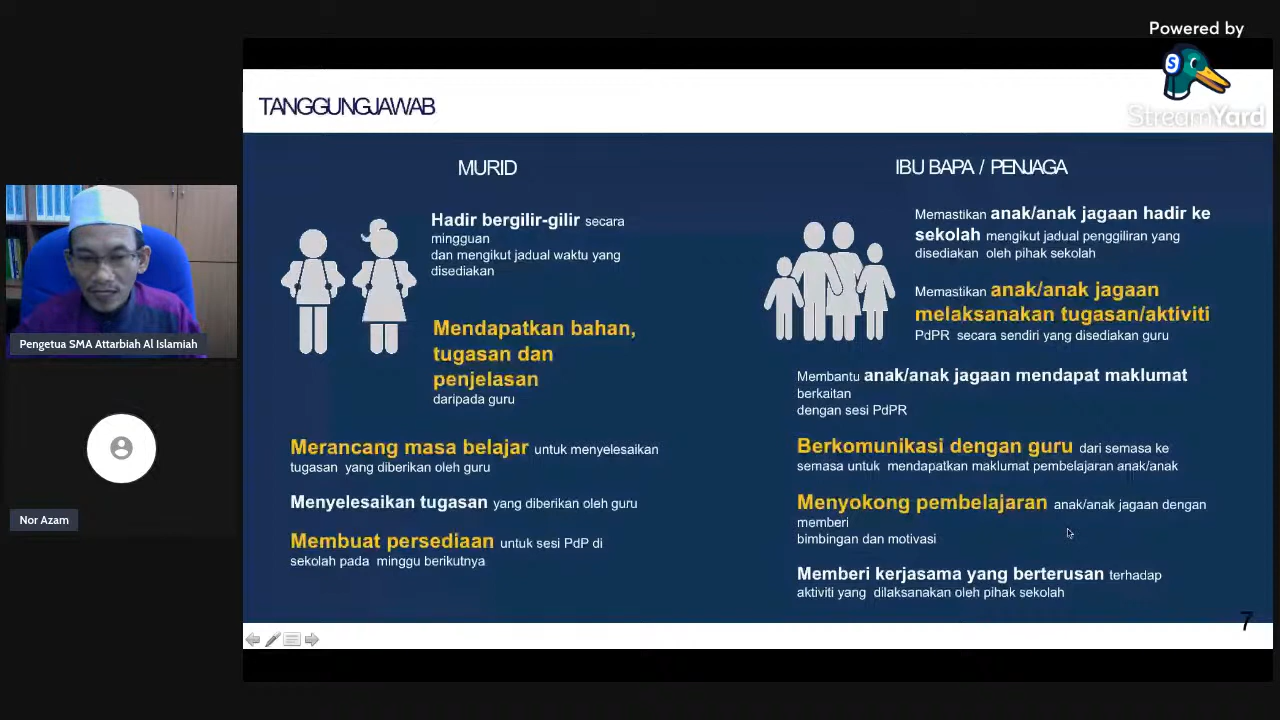 Powered by
StreamYard
TANGGUNGJAWAB
MURID
Hadir bergilir-gilir secara
mingguan
dan mengikut jadual waktu yang
disediakan
Mendapatkan bahan,
tugasan dan
penjelasan
daripada guru
Merancang masa belajar untuk menyelesaikan
tugasan yang diberikan oleh guru
Menyelesaikan tugasan yang diberikan oleh guru
Membuat persediaan untuk sesi PdP di
sekolah pada minggu berikutnya
IBU BAPA / PENJAGA
Memastikan anak/anak jagaan hadir ke
sekolah mengikut jadual penggiliran yang
disediakan oleh pihak sekolah
Memastikan anak/anak jagaan
melaksanakan tugasan/aktiviti
PdPR secara sendiri yang disediakan guru
Membantu anak/anak jagaan mendapat maklumat
berkaitan
dengan sesi PdPR
Berkomunikasi dengan guru dari semasa ke
semasa untuk mendapatkan maklumat pembelajaran anak/anak
Menyokong pembelajaran anak/anak jagaan dengan
memberi
bimbingan dan motivasi
Memberi kerjasama yang berterusan terhadap
aktiviti yang dilaksanakan oleh pihak sekolah
7
Pengetua SMA Attarbiah Al Islamiah
Nor Azam